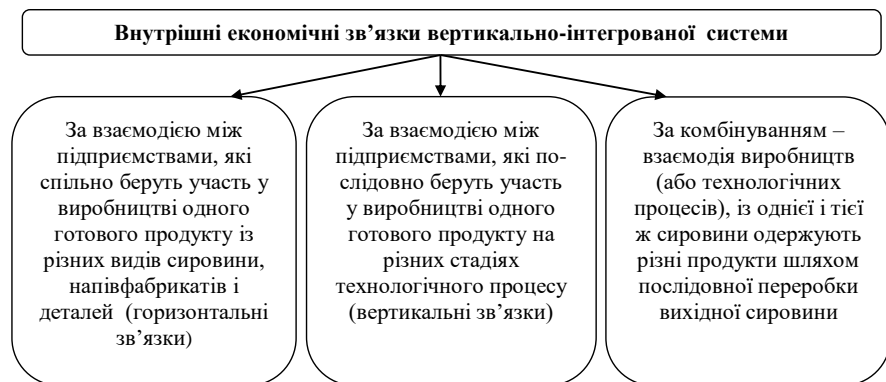 Внутрішні економічні зв’язки вертикально-інтегрованої системи
За взаємодією між
підприємствами, які
спільно беруть участь у
виробництві одного
готового продукту із
різних видів сировини,
напівфабрикатів і
деталей (горизонтальні
зв’язки)
За взаємодією між
підприємствами, які по-
слідовно беруть участь
у виробництві одного
готового продукту на
різних стадіях
технологічного процесу
(вертикальні зв’язки)
За комбінуванням –
взаємодія виробництв
(або технологічних
процесів), із однієї і тієї
ж сировини одержують
різні продукти шляхом
послідовної переробки
вихідної сировини